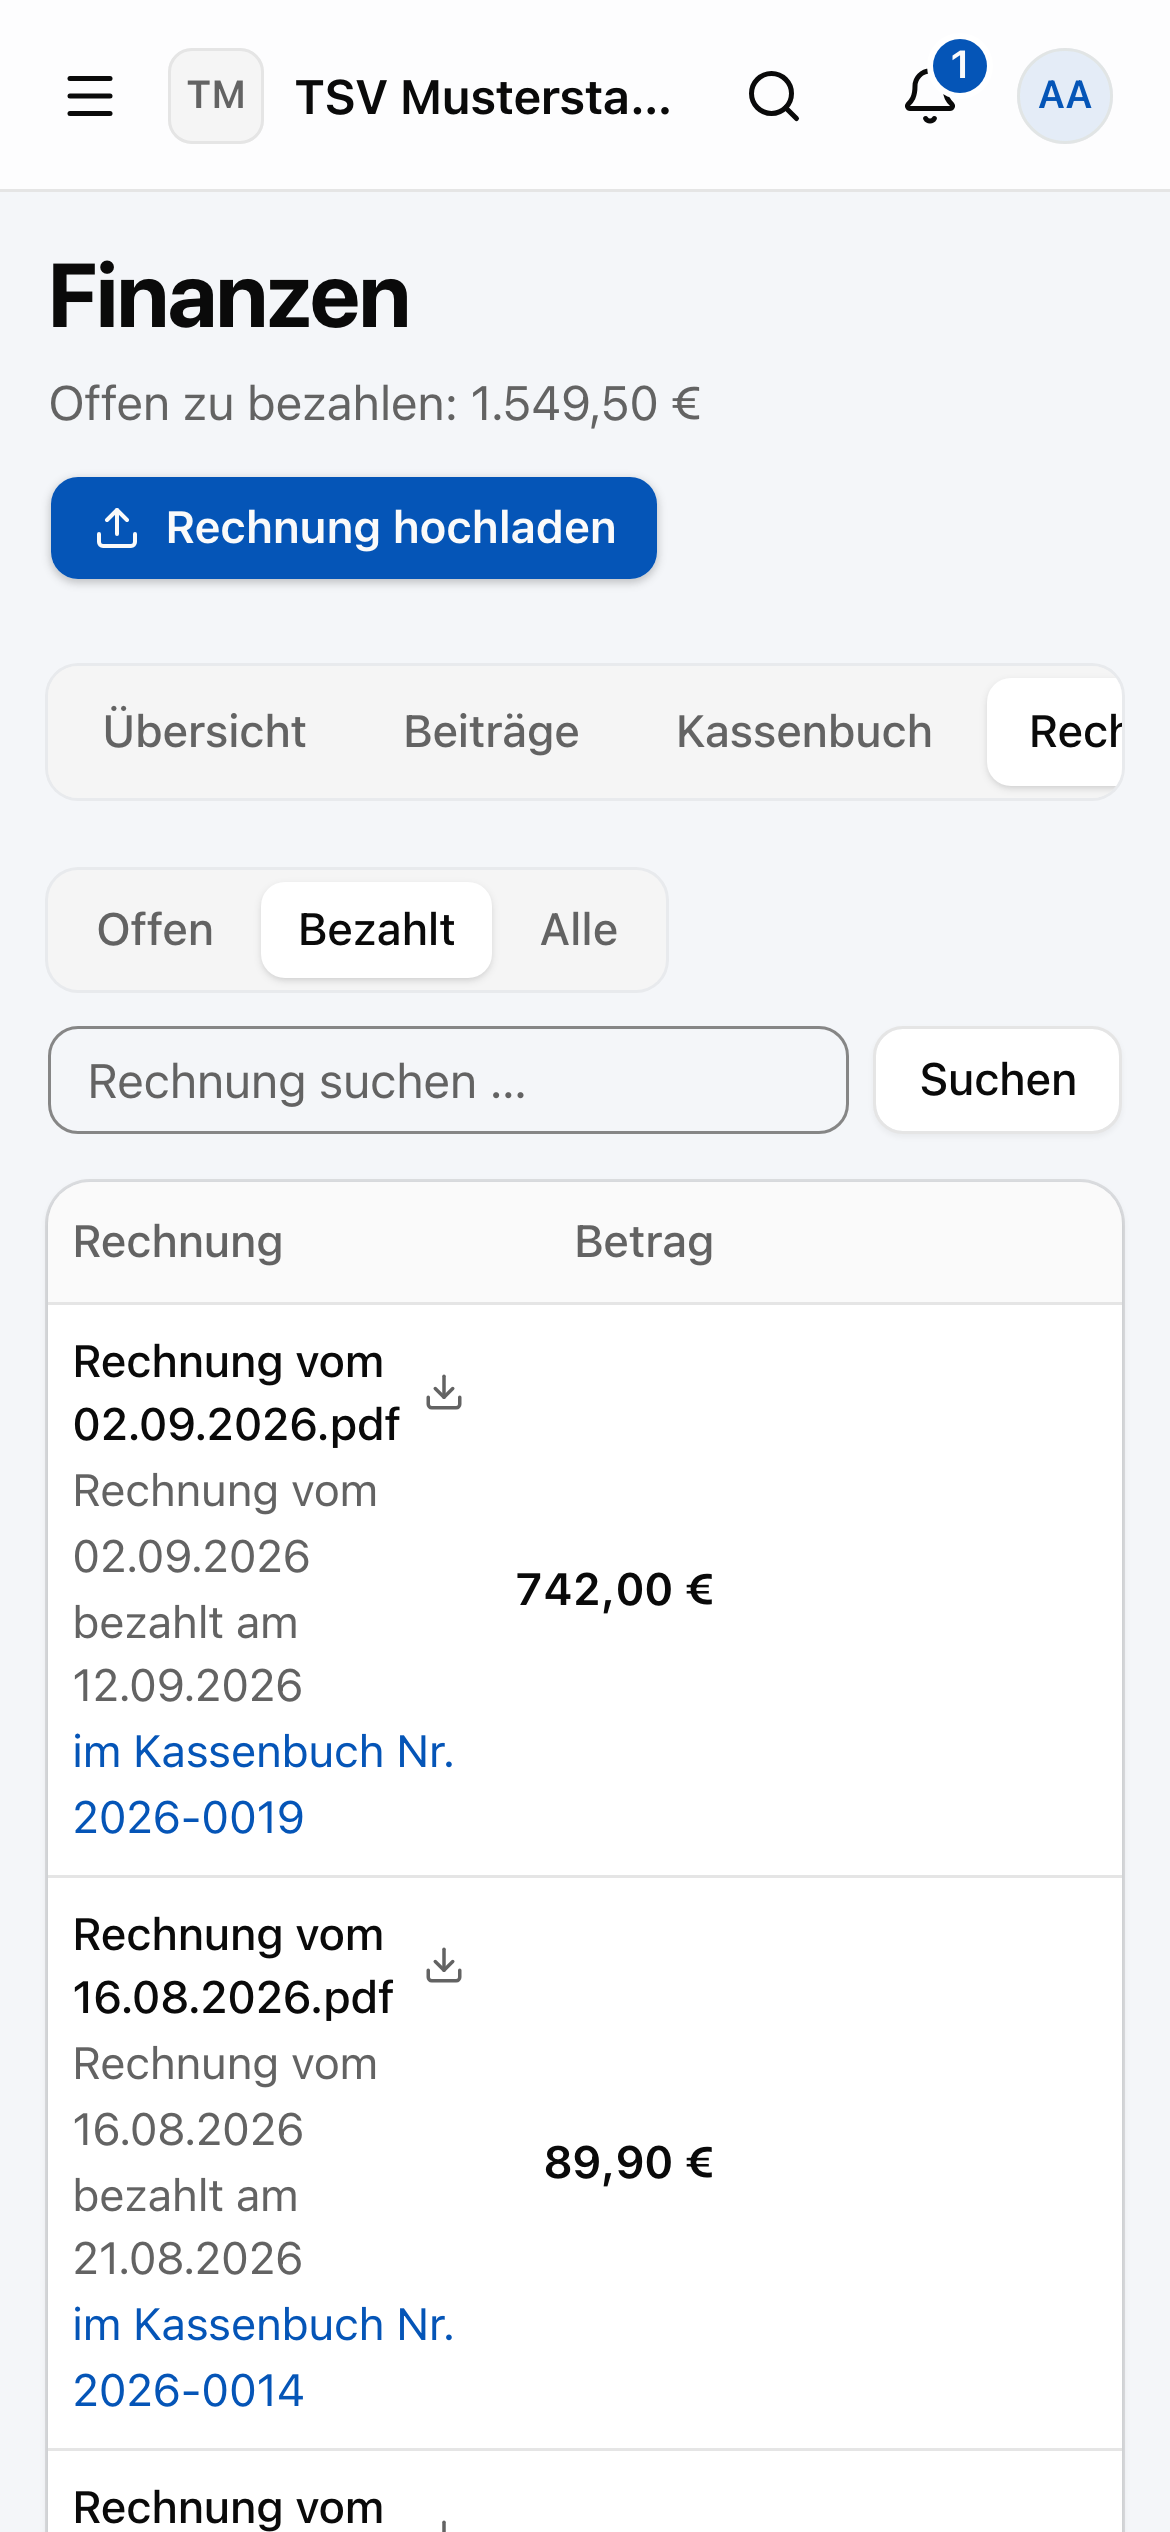 TM TSV Mustersta... 1 AA
Finanzen
Offen zu bezahlen: 1.549,50 €
Rechnung hochladen
Übersicht Beiträge Kassenbuch Rech
Offen Bezahlt Alle
Rechnung suchen ... Suchen
Rechnung Betrag
Rechnung vom
02.09.2026.pdf
Rechnung vom
02.09.2026
742,00 €
bezahlt am
12.09.2026
im Kassenbuch Nr.
2026-0019
Rechnung vom
16.08.2026.pdf
Rechnung vom
16.08.2026
89,90 €
bezahlt am
21.08.2026
im Kassenbuch Nr.
2026-0014
Rechnung vom